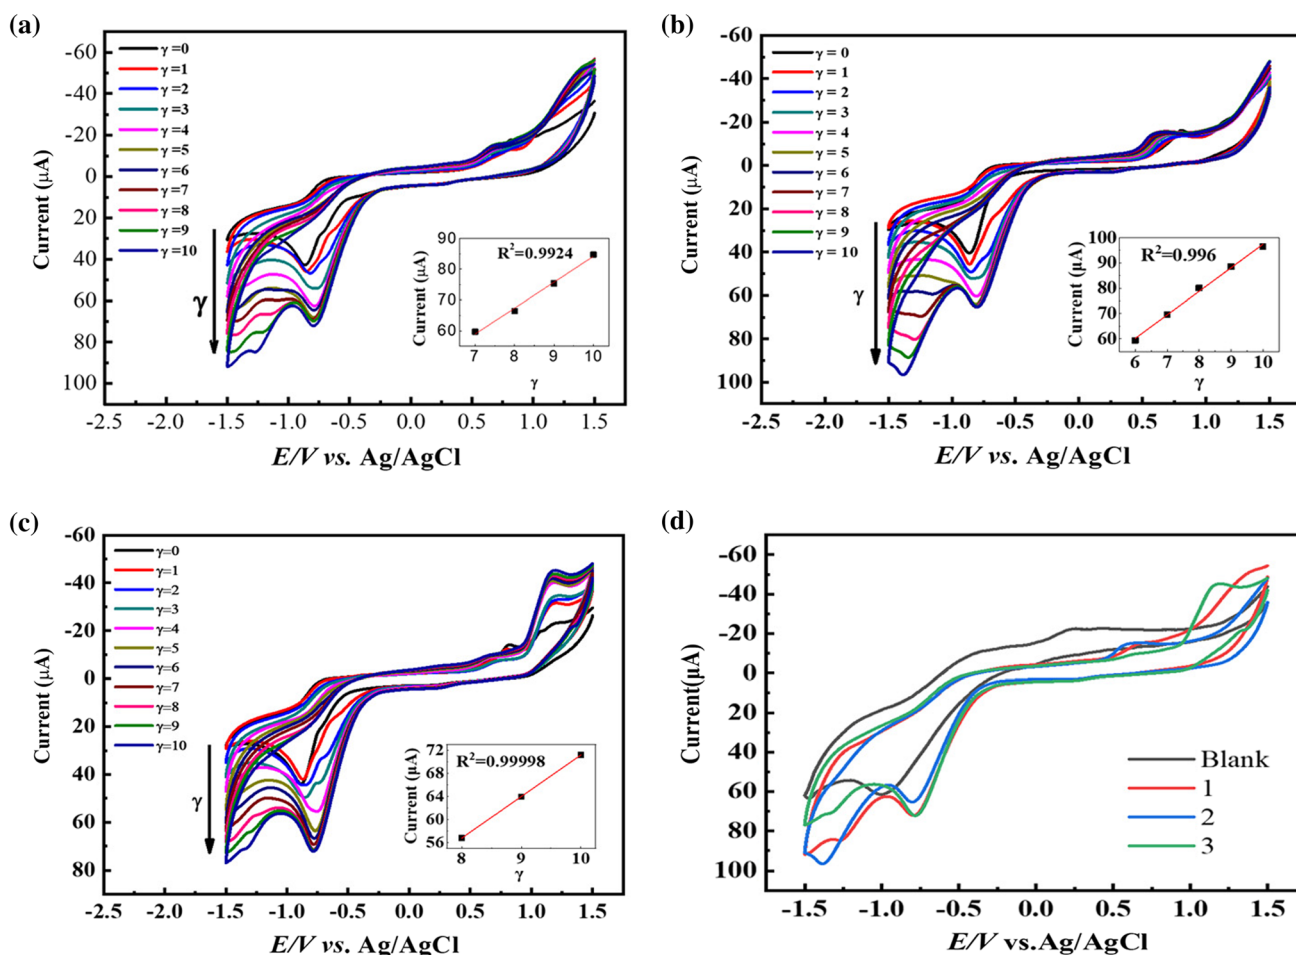 (a)
-60
-40
-20
0
20
40
60
80
100
Current (μA)
γ =0
γ =1
γ =2
γ =3
γ =4
γ =5
γ =6
γ =7
γ =8
γ =9
γ =10
γ
90
80
70
60
Current (μA)
R²=0.9924
7 8 9 10
γ
-2.5 -2.0 -1.5 -1.0 -0.5 0.0 0.5 1.0 1.5
E/V vs. Ag/AgCl
(b)
-60
-40
-20
0
20
40
60
80
100
Current (μA)
γ = 0
γ = 1
γ = 2
γ = 3
γ = 4
γ = 5
γ = 6
γ = 7
γ = 8
γ = 9
γ = 10
γ
100
90
80
70
60
Current (μA)
R²=0.996
6 7 8 9 10
γ
-2.5 -2.0 -1.5 -1.0 -0.5 0.0 0.5 1.0 1.5
E/V vs. Ag/AgCl
(c)
-60
-40
-20
0
20
40
60
80
Current (μA)
γ=0
γ=1
γ=2
γ=3
γ=4
γ=5
γ=6
γ=7
γ=8
γ=9
γ=10
γ
72
64
56
Current (μA)
R²=0.99998
8 9 10
γ
-2.5 -2.0 -1.5 -1.0 -0.5 0.0 0.5 1.0 1.5
E/V vs. Ag/AgCl
(d)
-60
-40
-20
0
20
40
60
80
100
Current(μA)
Blank
1
2
3
-1.5 -1.0 -0.5 0.0 0.5 1.0 1.5
E/V vs.Ag/AgCl